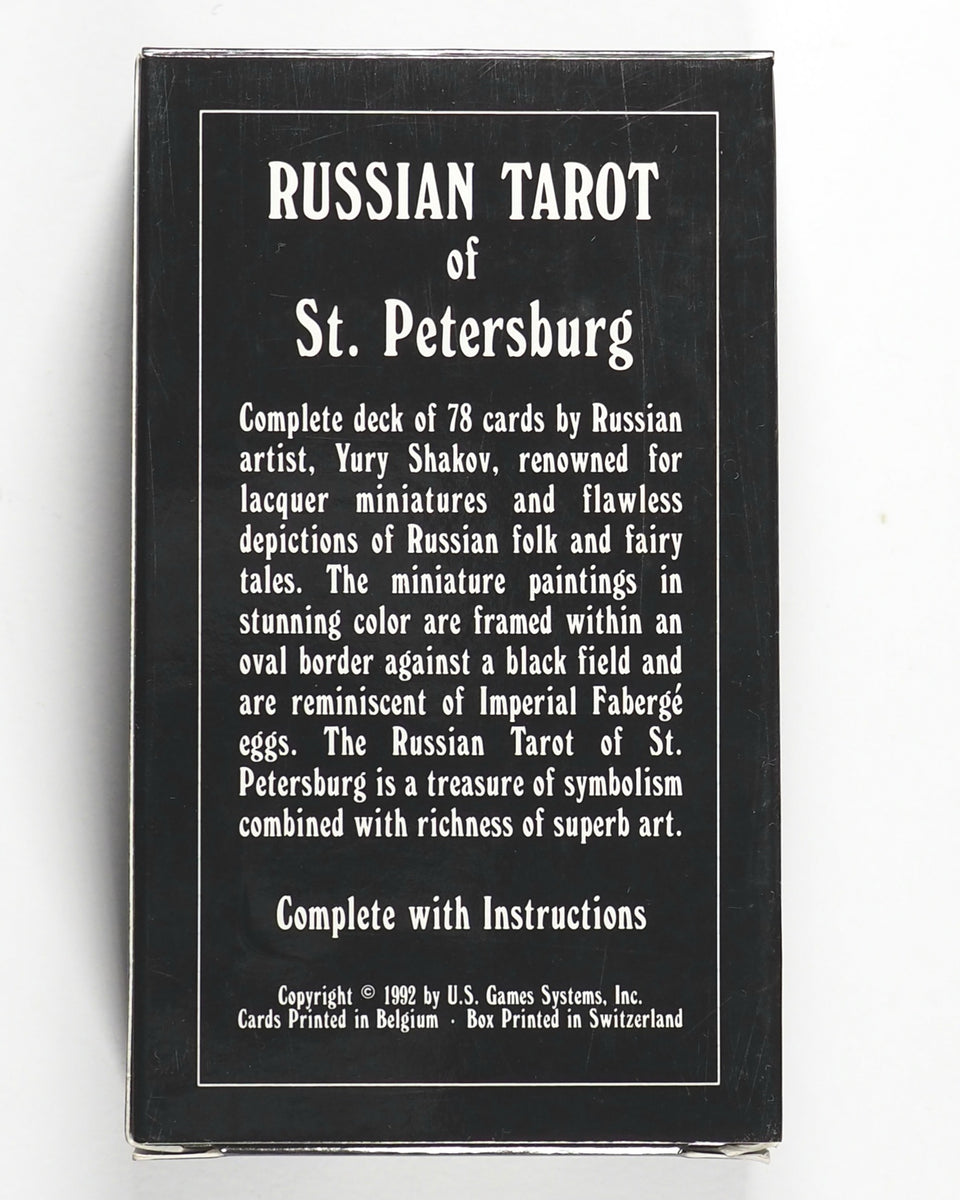 RUSSIAN TAROT
of
St. Petersburg
Complete deck of 78 cards by Russian
artist, Yury Shakov, renowned for
lacquer miniatures and flawless
depictions of Russian folk and fairy
tales. The miniature paintings in
stunning color are framed within an
oval border against a black field and
are reminiscent of Imperial Fabergé
eggs. The Russian Tarot of St.
Petersburg is a treasure of symbolism
combined with richness of superb art.
Complete with Instructions
Copyright © 1992 by U.S. Games Systems, Inc.
Cards Printed in Belgium · Box Printed in Switzerland